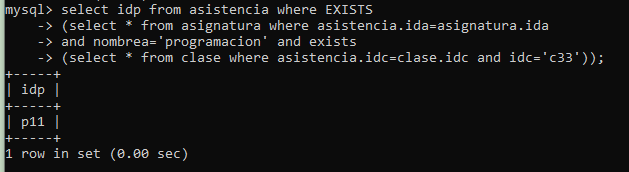 mysql> select idp from asistencia where EXISTS
    -> (select * from asignatura where asistencia.ida=asignatura.ida
    -> and nombrea='programacion' and exists
    -> (select * from clase where asistencia.idc=clase.idc and idc='c33'));
+-----+
| idp |
+-----+
| p11 |
+-----+
1 row in set (0.00 sec)